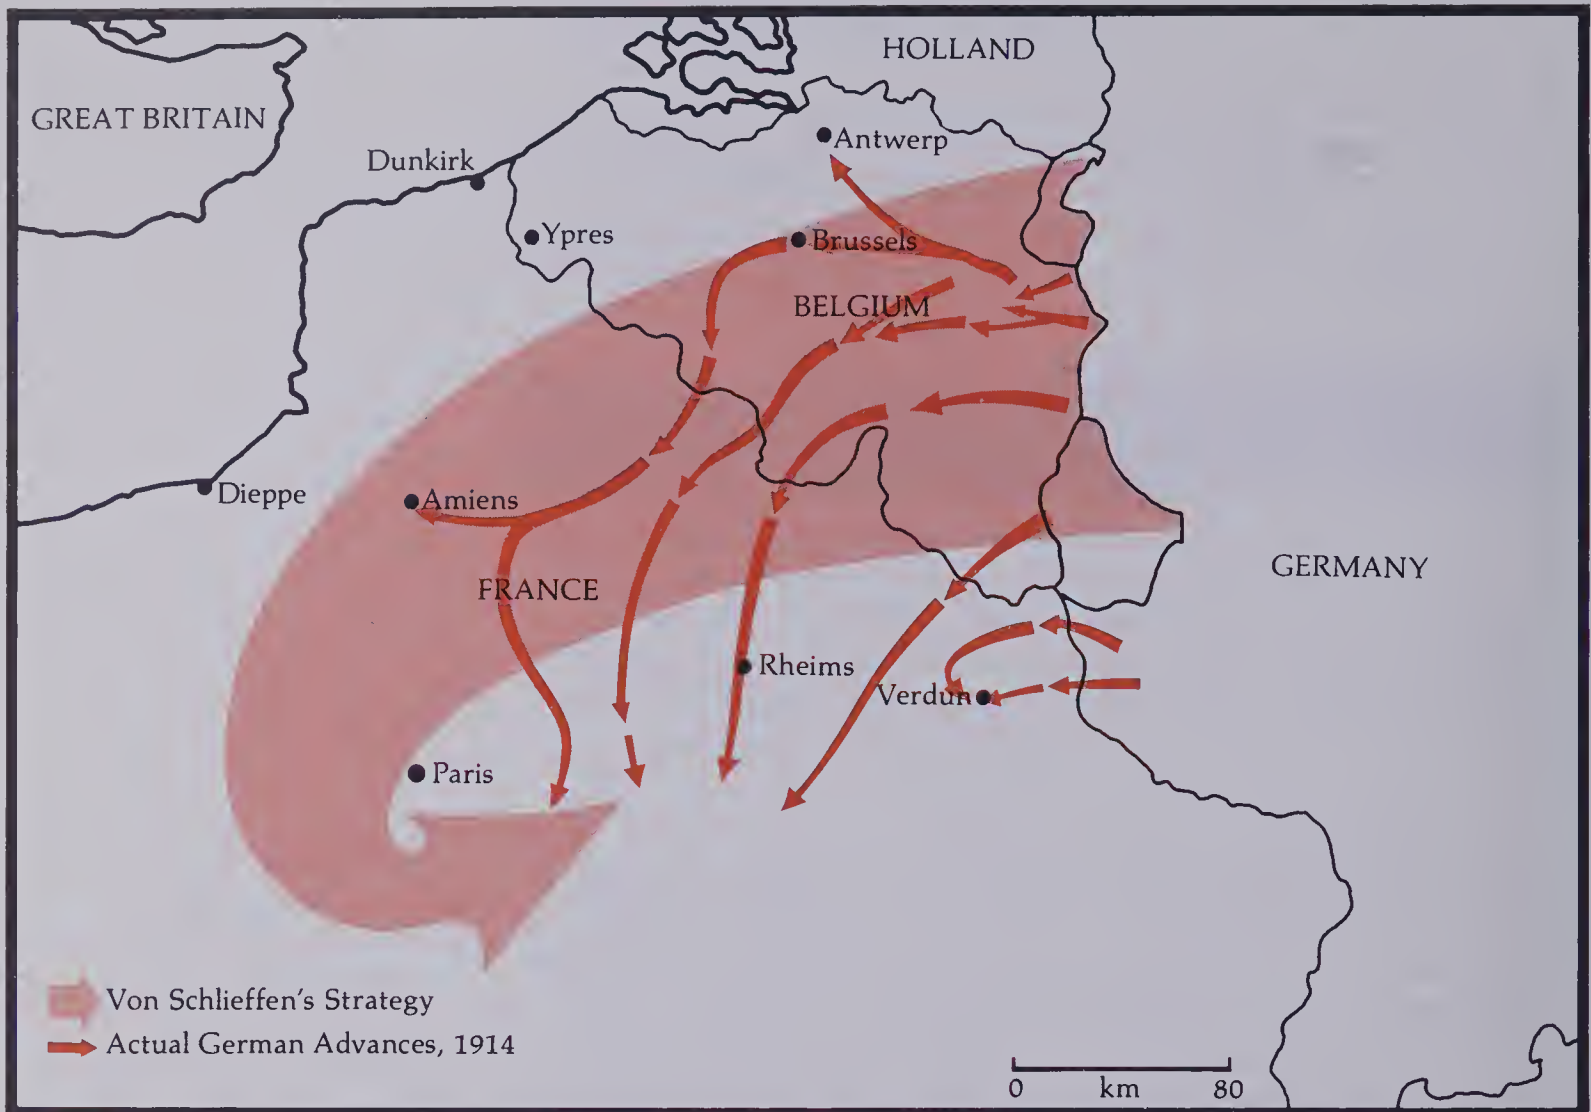 HOLLAND
GREAT BRITAIN
Antwerp
Dunkirk
Ypres
Brussels
BELGIUM
Dieppe
Amiens
GERMANY
FRANCE
Rheims
Verdun
Paris
Von Schlieffen's Strategy
Actual German Advances, 1914
0 km 80